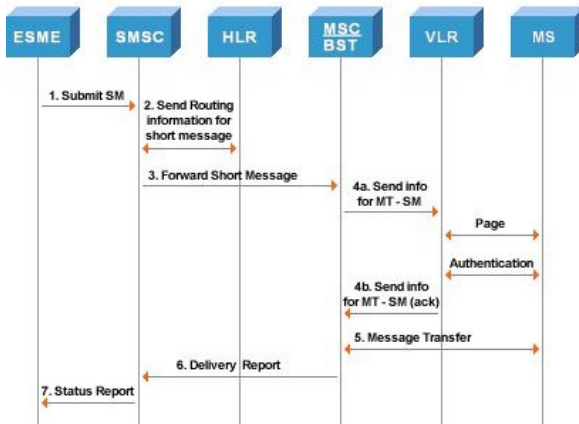 ESME
SMSC
HLR
MSC
BST
VLR
MS
1. Submit SM
2. Send Routing
information for
short message
3. Forward Short Message
4a. Send info
for MT - SM
Page
Authentication
4b. Send info
for MT - SM (ack)
5. Message Transfer
6. Delivery Report
7. Status Report